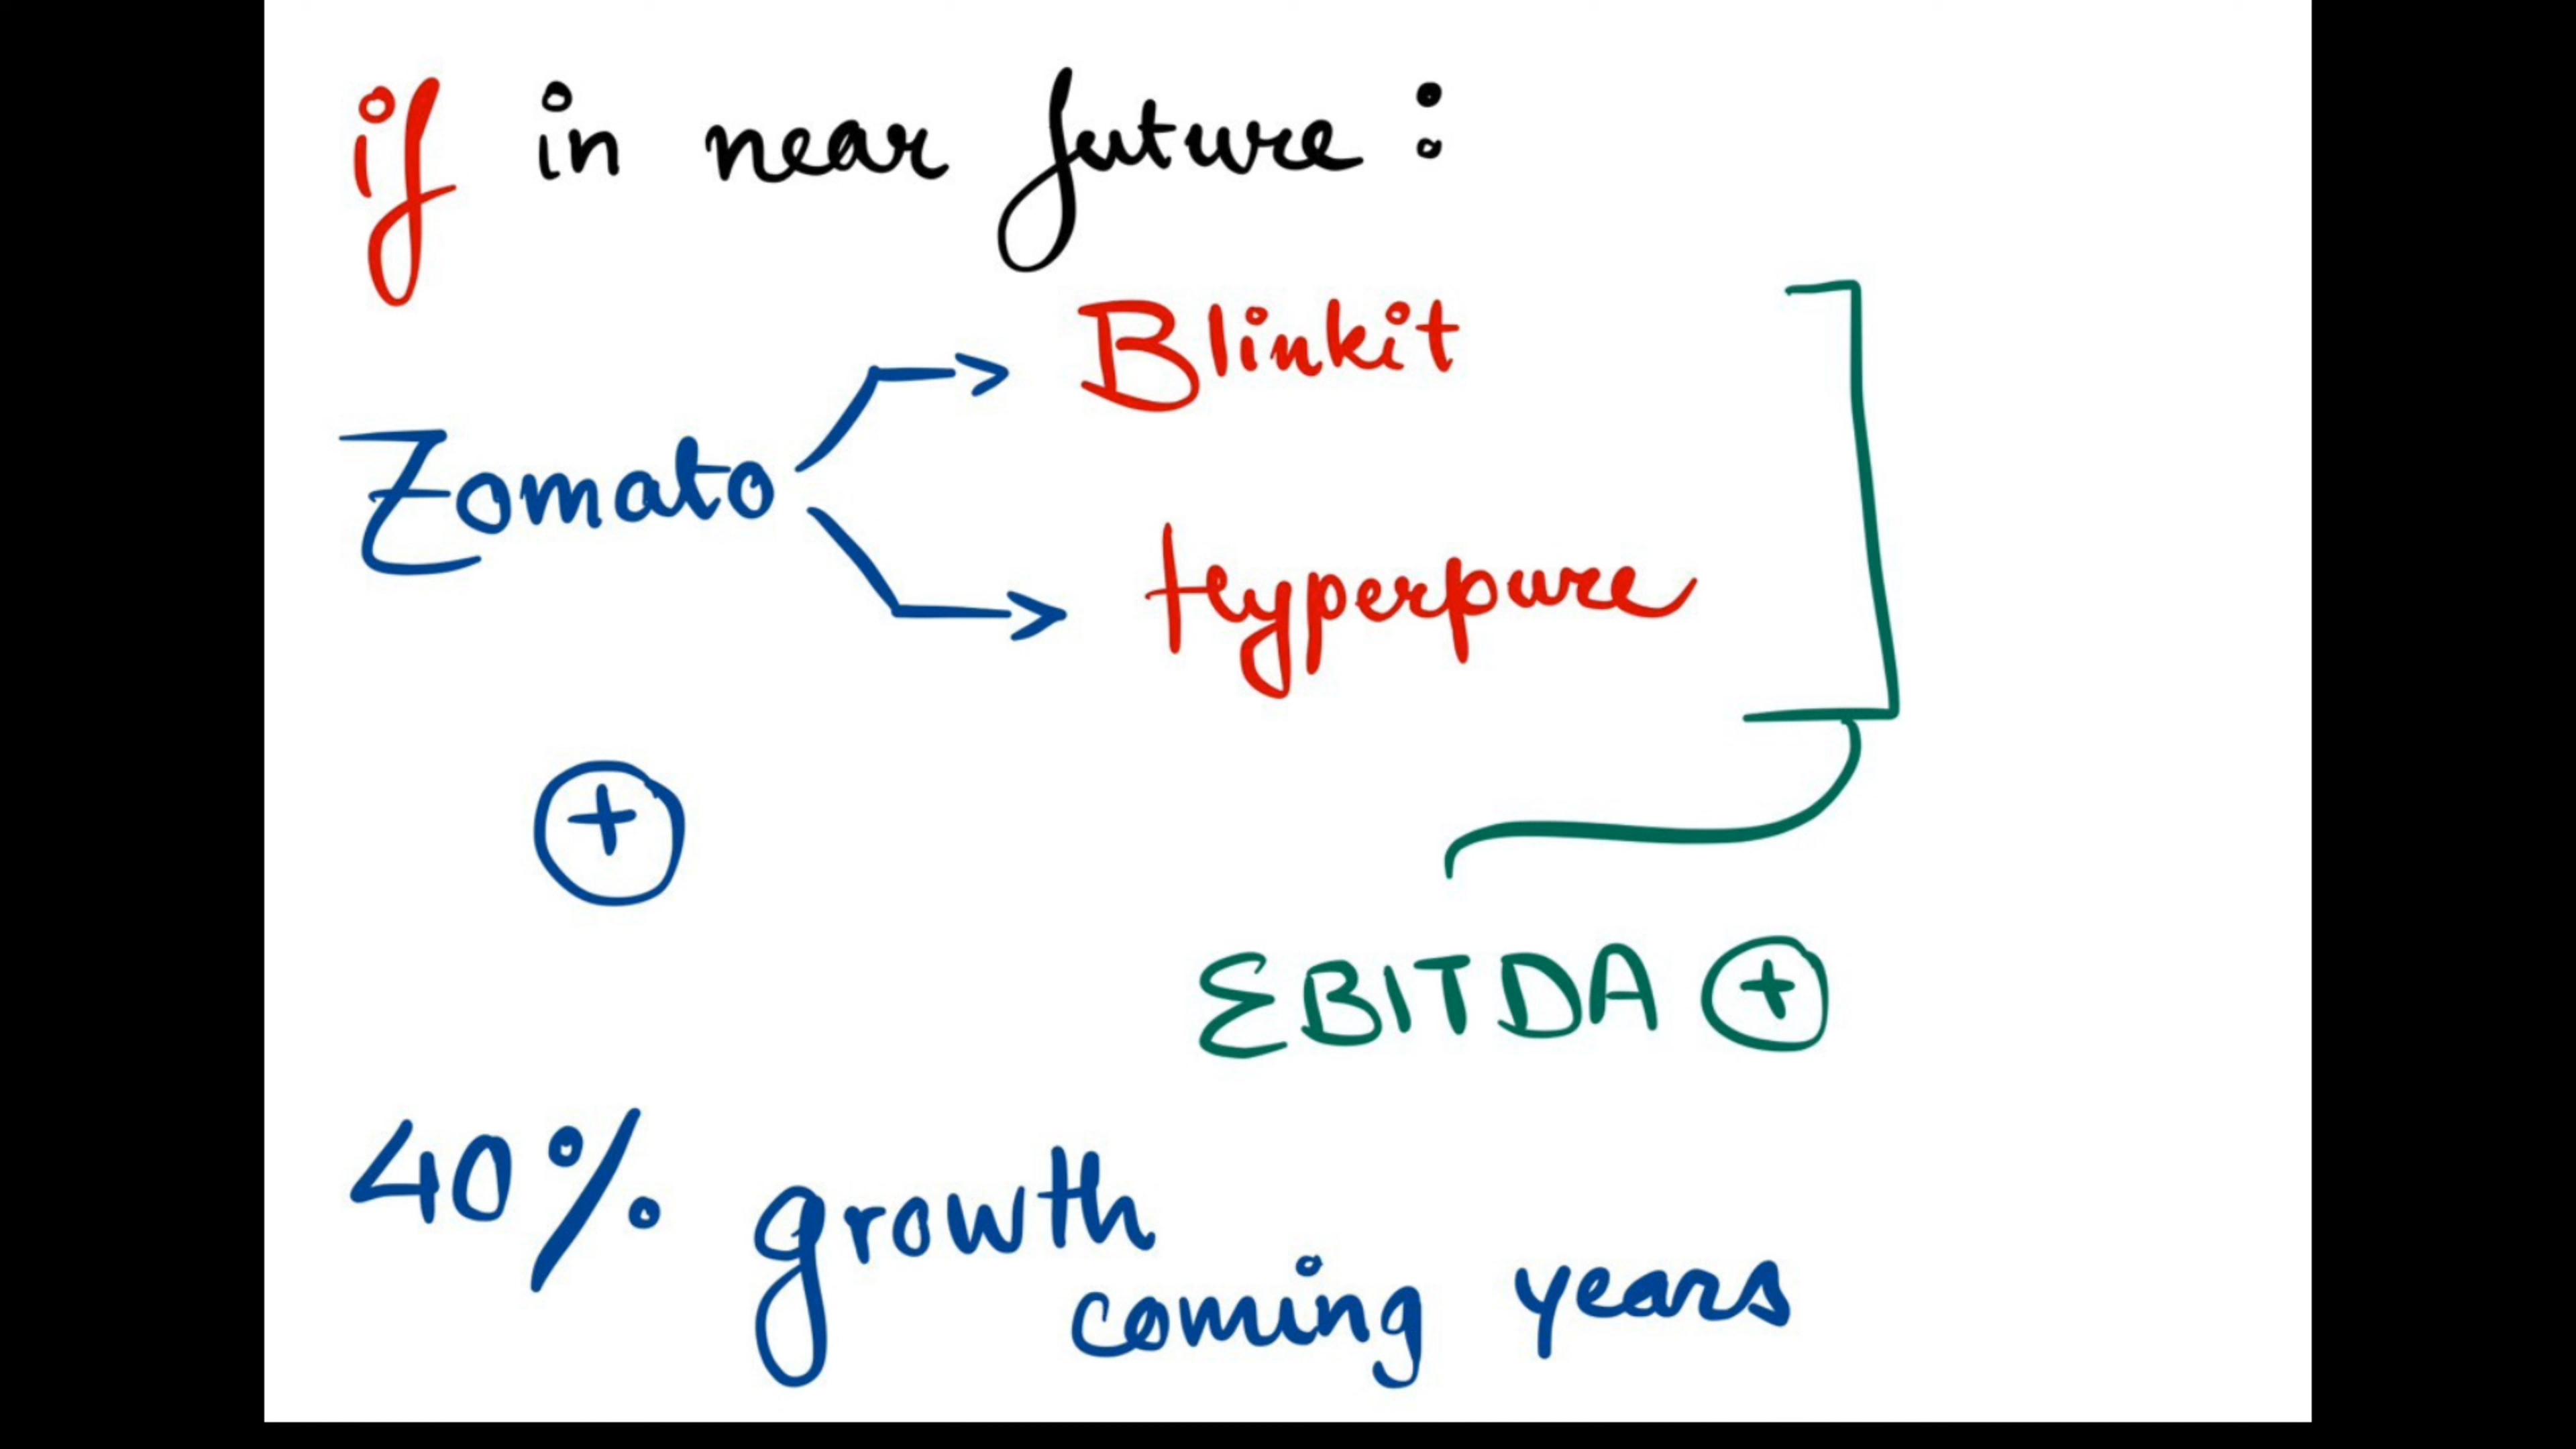 if in near future :
Blinkit
Zomato
Hyperpure
+
EBITDA +
40% growth
coming years